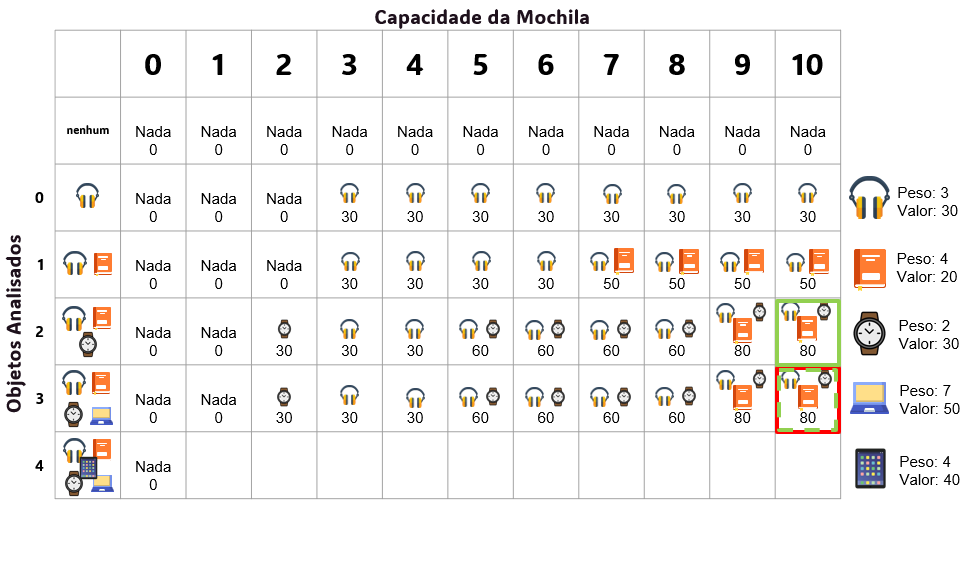 Capacidade da Mochila
0 1 2 3 4 5 6 7 8 9 10
nenhum Nada Nada Nada Nada Nada Nada Nada Nada Nada Nada Nada
0 0 0 0 0 0 0 0 0 0 0
Objetos Analisados
0 Nada Nada Nada
0 0 0 30 30 30 30 30 30 30 30
Peso: 3
Valor: 30
1 Nada Nada Nada
0 0 0 30 30 30 30 50 50 50 50
Peso: 4
Valor: 20
2 Nada Nada
0 0 30 30 30 60 60 60 60 80 80
Peso: 2
Valor: 30
3 Nada Nada
0 0 30 30 30 60 60 60 60 80 80
Peso: 7
Valor: 50
4 Nada
0
Peso: 4
Valor: 40